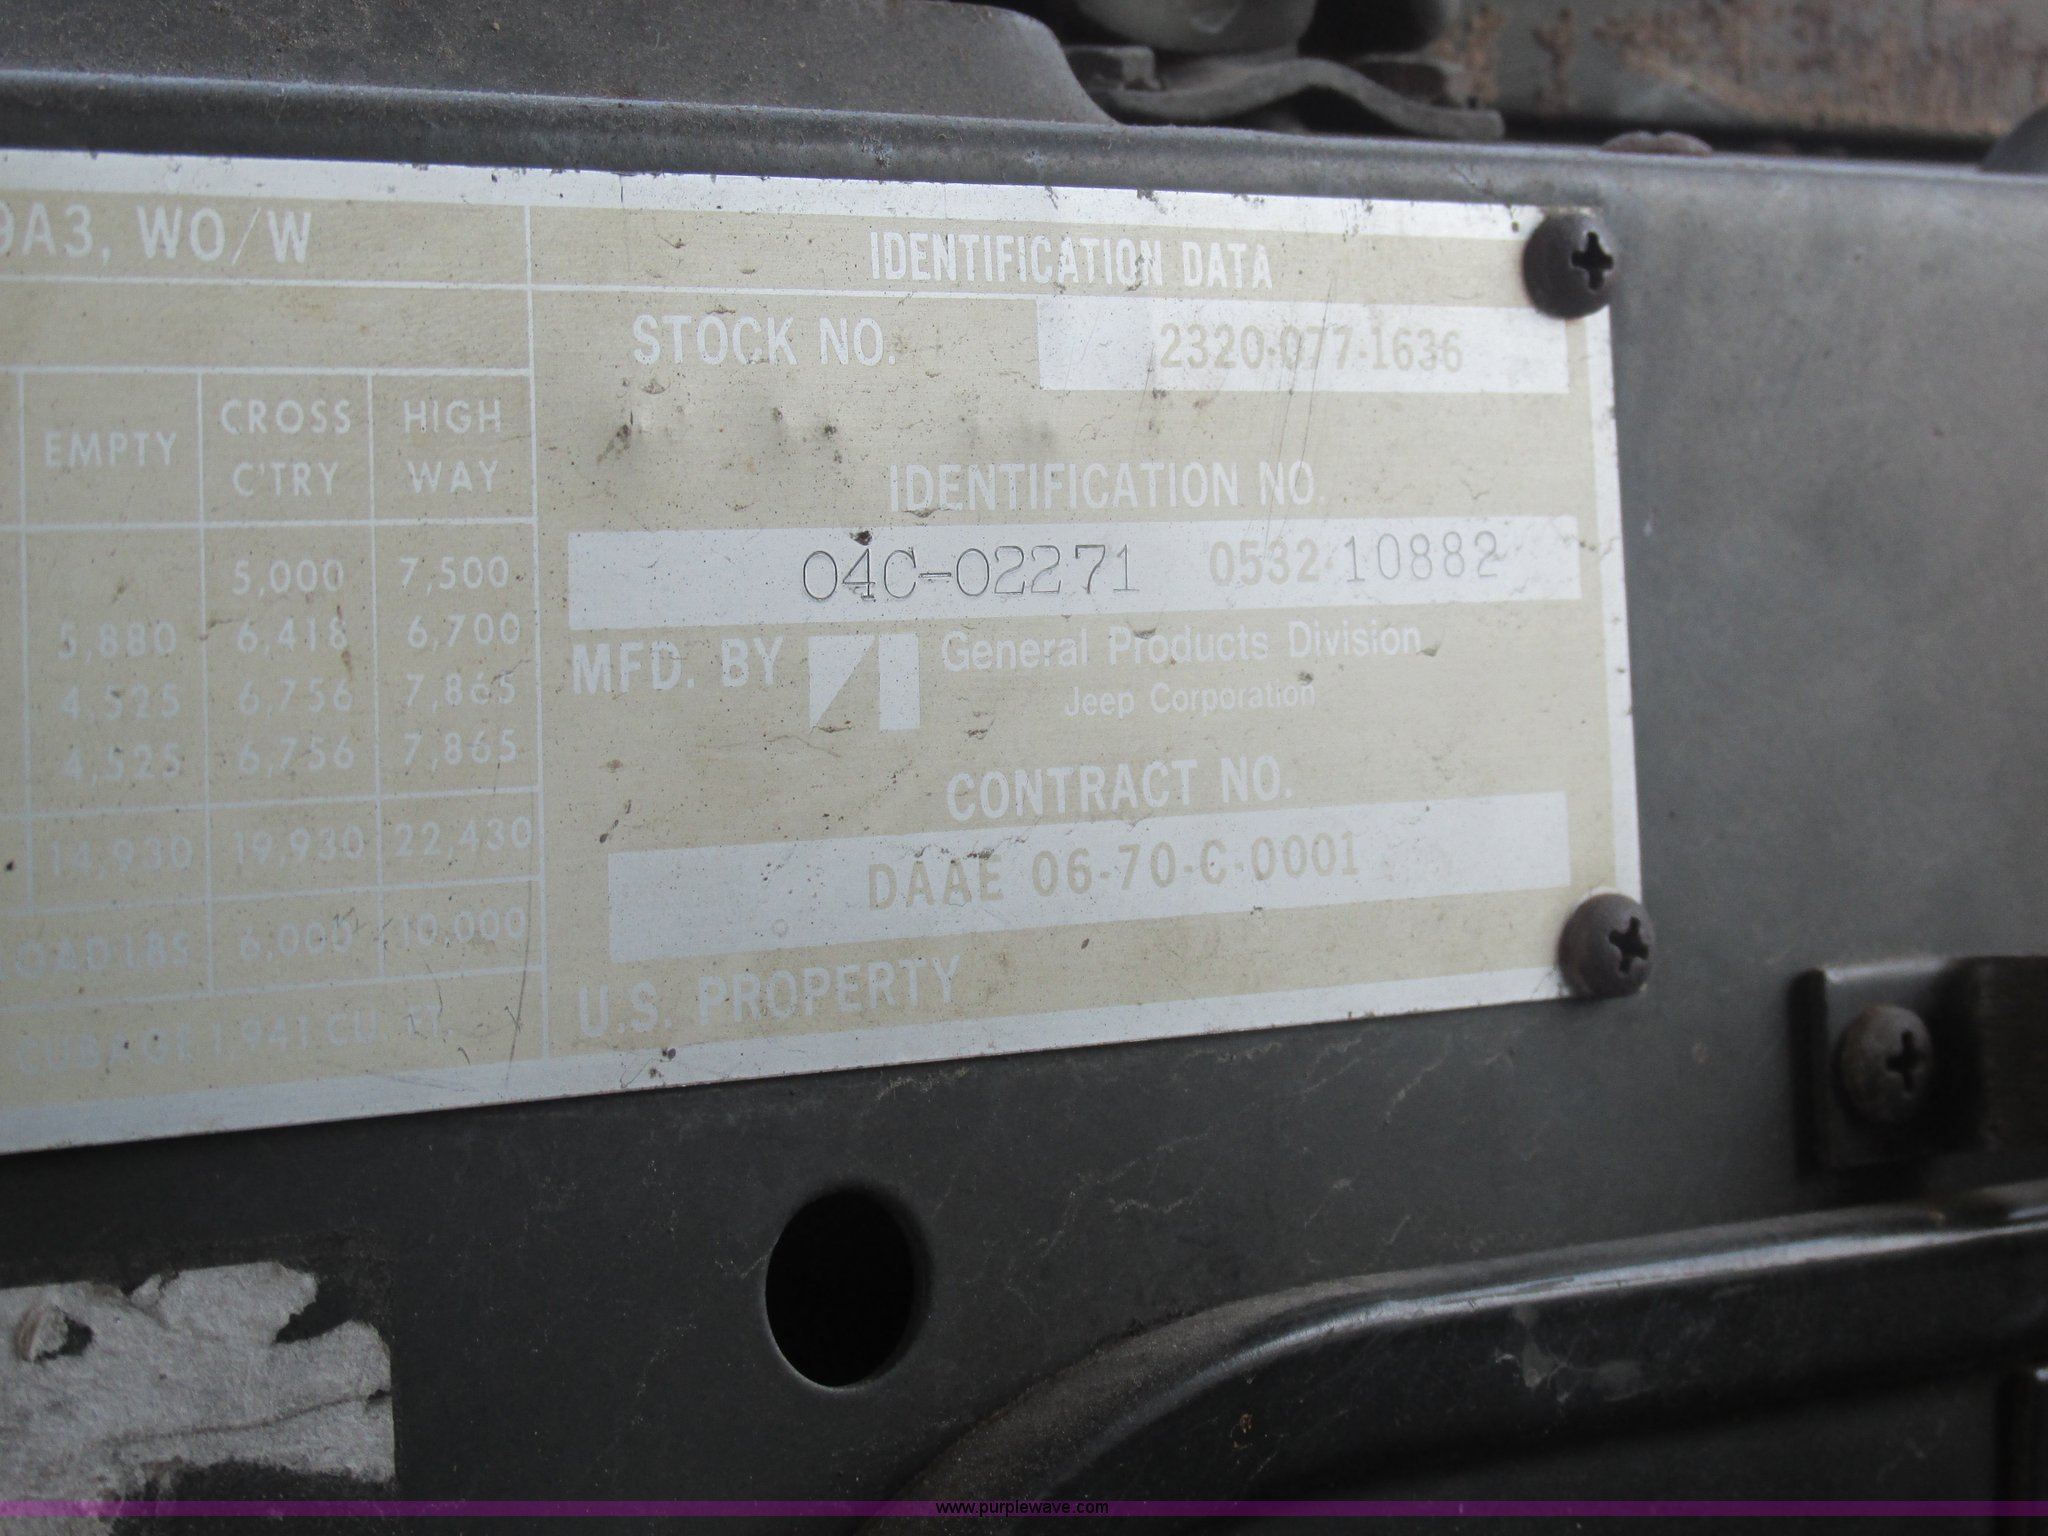 9A3, WO/W
EMPTY CROSS C'TRY HIGH WAY
5,000 7,500
5,880 6,418 6,700
4,525 6,756 7,865
4,525 6,756 7,865
14,930 19,930 22,430
LOAD LBS 6,000 10,000
CUBAGE 1,941 CU. FT.
IDENTIFICATION DATA
STOCK NO. 2320-077-1636
IDENTIFICATION NO.
04C-02271 0532-10882
MFD. BY General Products Division
Jeep Corporation
CONTRACT NO.
DAAE 06-70-C-0001
U.S. PROPERTY
www.purplewave.com